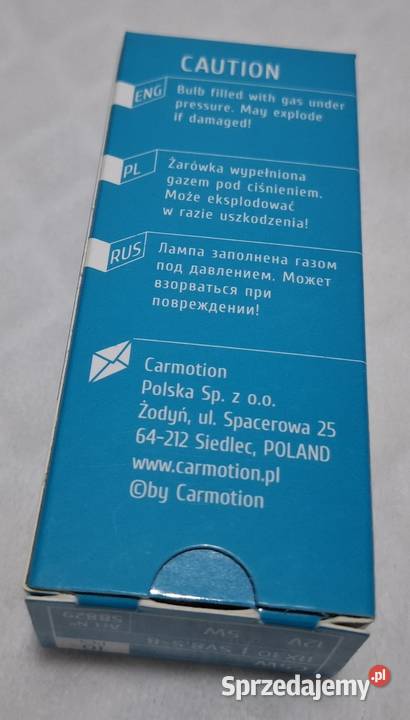 CAUTION
ENG
Bulb filled with gas under
pressure. May explode
if damaged!
PL
Żarówka wypełniona
gazem pod ciśnieniem.
Może eksplodować
w razie uszkodzenia!
RUS
Лампа заполнена газом
под давлением. Может
взорваться при
повреждении!
Carmotion
Polska Sp. z o.o.
Żodyń, ul. Spacerowa 25
64-212 Siedlec, POLAND
www.carmotion.pl
©by Carmotion
12V 5W
Sprzedajemy.pl